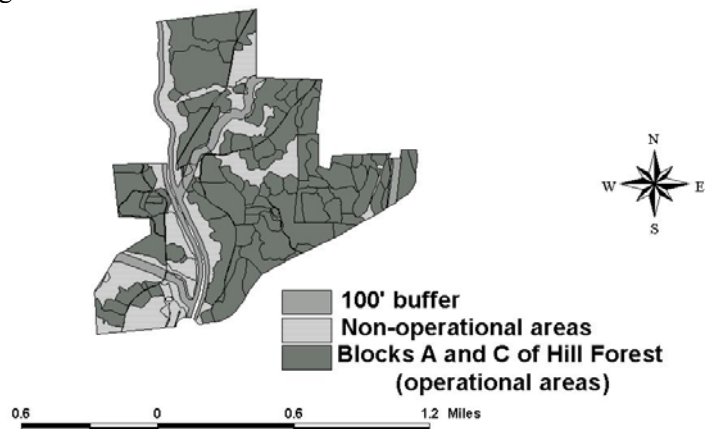 N
W E
S
100' buffer
Non-operational areas
Blocks A and C of Hill Forest
(operational areas)
0.6 0 0.6 1.2 Miles